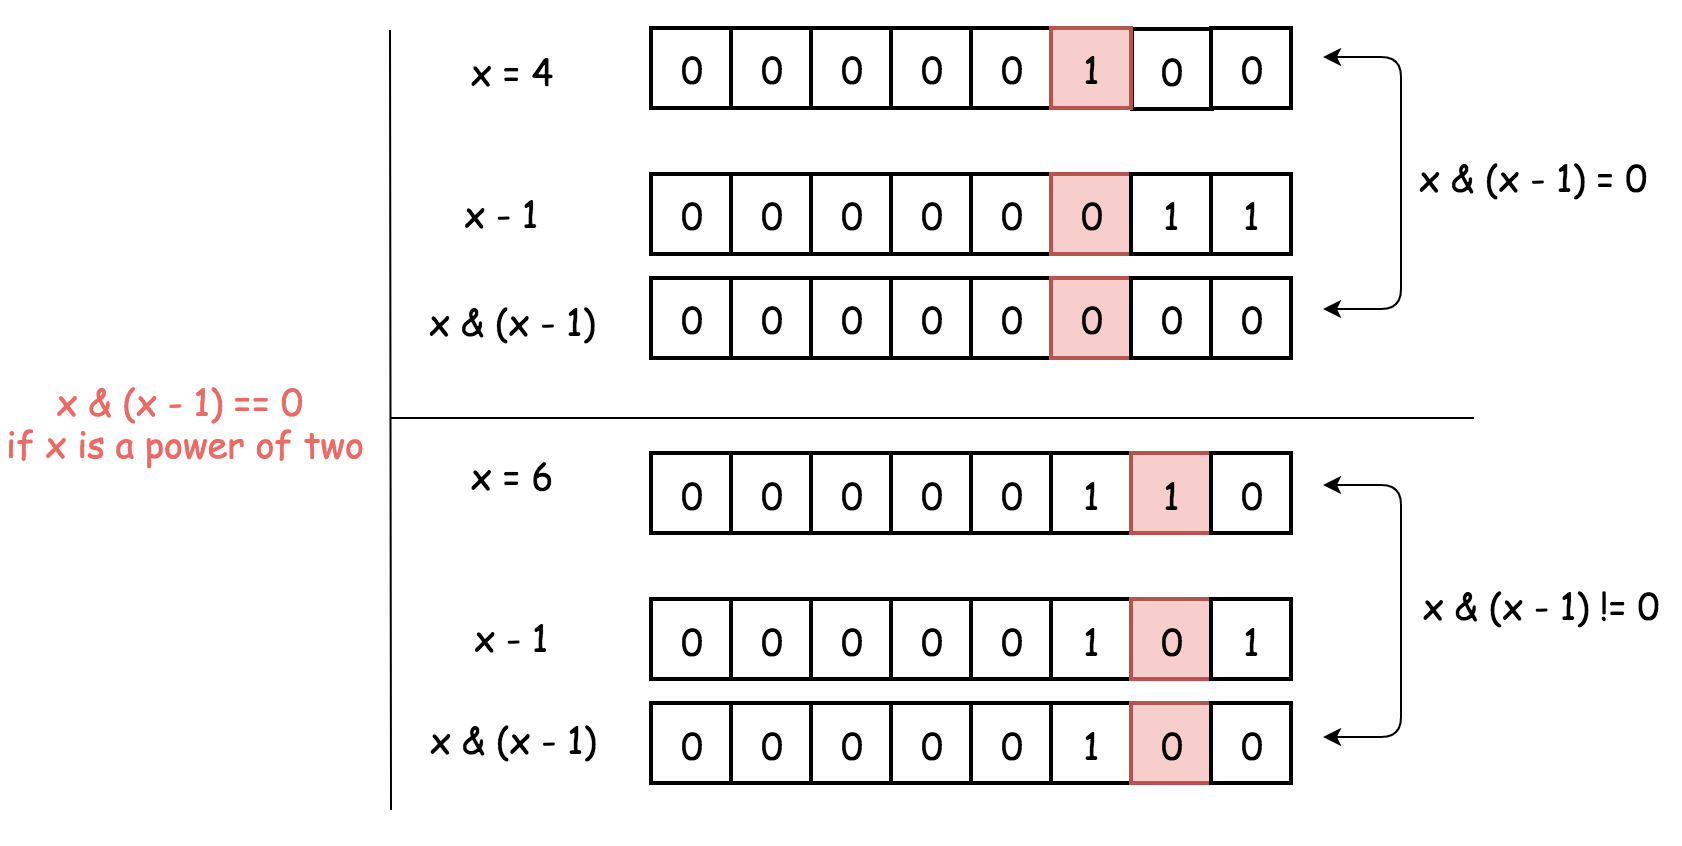 x = 4 0 0 0 0 0 1 0 0
x - 1 0 0 0 0 0 0 1 1
x & (x - 1) 0 0 0 0 0 0 0 0
x & (x - 1) = 0
x & (x - 1) == 0
if x is a power of two
x = 6 0 0 0 0 0 1 1 0
x - 1 0 0 0 0 0 1 0 1
x & (x - 1) 0 0 0 0 0 1 0 0
x & (x - 1) != 0